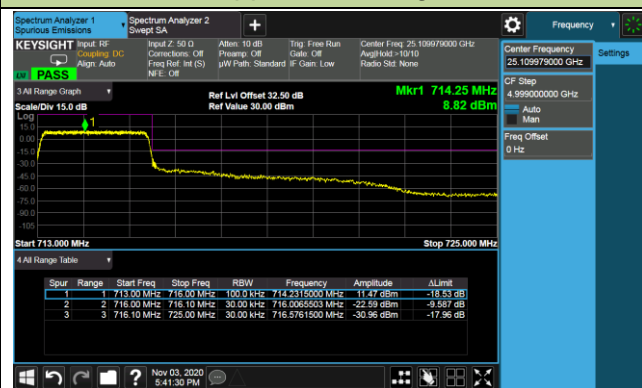 Spectrum Analyzer 1
Spurious Emissions
Spectrum Analyzer 2
Swept SA
Frequency
KEYSIGHT Input: RF
Coupling: DC
Align: Auto
PASS
Input Z: 50 Ω
Corrections: Off
Freq Ref: Int (S)
NFE: Off
Atten: 10 dB
Preamp: Off
µW Path: Standard
Trig: Free Run
Gate: Off
IF Gain: Low
Center Freq: 25.109979000 GHz
Avg|Hold:>10/10
Radio Std: None
Center Frequency
25.109979000 GHz
Settings
CF Step
4.999000000 GHz
Auto
Man
Freq Offset
0 Hz
3 All Range Graph
Scale/Div 15.0 dB
Ref Lvl Offset 32.50 dB
Ref Value 30.00 dBm
Mkr1 714.25 MHz
8.82 dBm
Log
15.0
0.00
-15.0
-30.0
-45.0
-60.0
-75.0
-90.0
-105
1
Start 713.000 MHz
Stop 725.000 MHz
4 All Range Table
Spur Range Start Freq Stop Freq RBW Frequency Amplitude ΔLimit
1 1 713.00 MHz 716.00 MHz 100.0 kHz 714.2315000 MHz 11.47 dBm -18.53 dB
2 2 716.00 MHz 716.10 MHz 30.00 kHz 716.0065503 MHz -22.59 dBm -9.587 dB
3 3 716.10 MHz 725.00 MHz 30.00 kHz 716.5761500 MHz -30.96 dBm -17.96 dB
Nov 03, 2020
5:41:30 PM